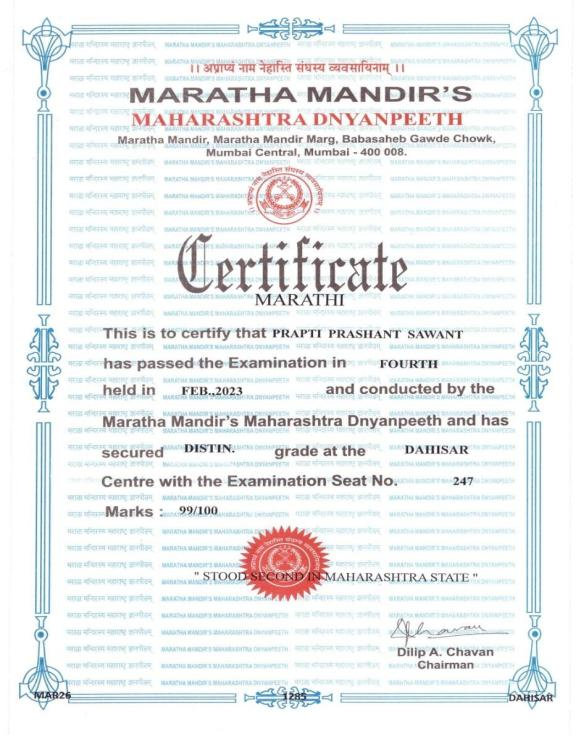 ।। अप्राप्यं नाम नेहास्ति संघस्य व्यवसायिनाम् ।।
MARATHA MANDIR'S
MAHARASHTRA DNYANPEETH
Maratha Mandir, Maratha Mandir Marg, Babasaheb Gawde Chowk,
Mumbai Central, Mumbai - 400 008.
Certificate
MARATHI
This is to certify that PRAPTI PRASHANT SAWANT
has passed the Examination in FOURTH
held in FEB.,2023 and conducted by the
Maratha Mandir's Maharashtra Dnyanpeeth and has
secured DISTIN. grade at the DAHISAR
Centre with the Examination Seat No. 247
Marks : 99/100
" STOOD SECOND IN MAHARASHTRA STATE "
Dilip A. Chavan
Chairman
MAR26 1285 DAHISAR